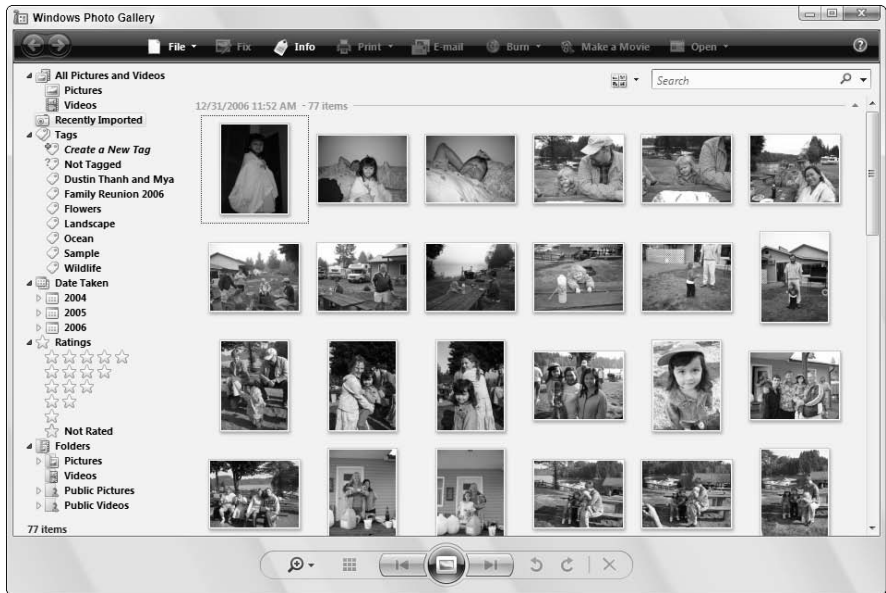 Windows Photo Gallery
File Fix Info Print E-mail Burn Make a Movie Open
All Pictures and Videos
Search
Pictures
Videos
12/31/2006 11:52 AM - 77 items
Recently Imported
Tags
Create a New Tag
Not Tagged
Dustin Thanh and Mya
Family Reunion 2006
Flowers
Landscape
Ocean
Sample
Wildlife
Date Taken
2004
2005
2006
Ratings
Not Rated
Folders
Pictures
Videos
Public Pictures
Public Videos
77 items